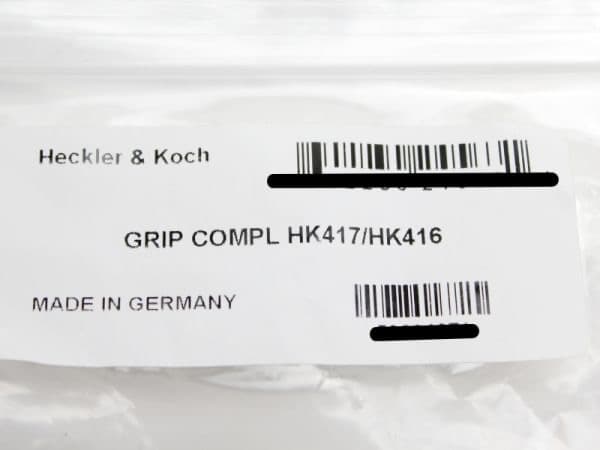 Heckler & Koch
GRIP COMPL HK417/HK416
MADE IN GERMANY